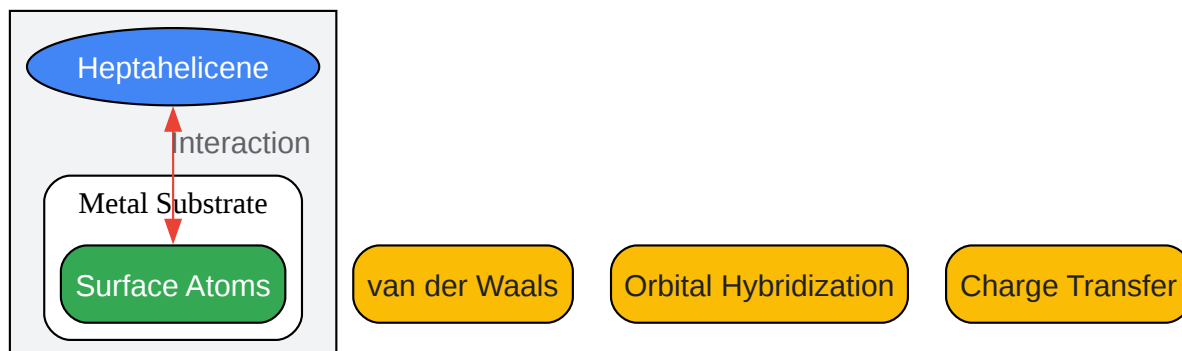 Heptahelicene
Interaction
Metal Substrate
Surface Atoms
van der Waals
Orbital Hybridization
Charge Transfer